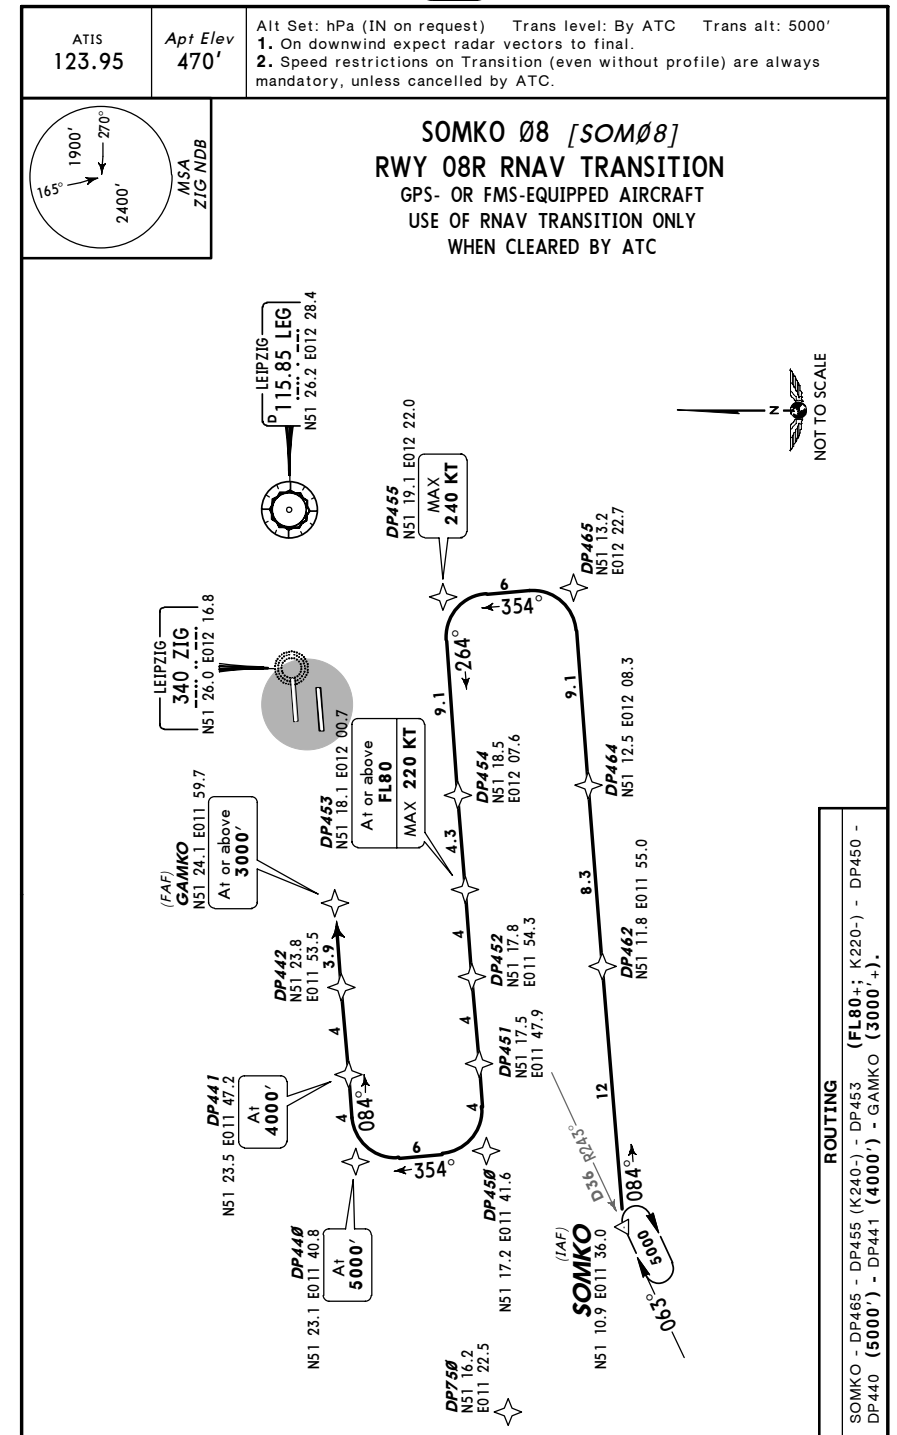 ATIS
123.95
Apt Elev
470'
Alt Set: hPa (IN on request) Trans level: By ATC Trans alt: 5000'
1. On downwind expect radar vectors to final.
2. Speed restrictions on Transition (even without profile) are always
mandatory, unless cancelled by ATC.
270°
1900'
165°
2400'
MSA
ZIG NDB
SOMKO Ø8 [SOMØ8]
RWY 08R RNAV TRANSITION
GPS- OR FMS-EQUIPPED AIRCRAFT
USE OF RNAV TRANSITION ONLY
WHEN CLEARED BY ATC
LEIPZIG
D 115.85 LEG
N51 26.2 E012 28.4
N
NOT TO SCALE
DP455
N51 19.1 E012 22.0
MAX
240 KT
DP465
N51 13.2
E012 22.7
6
354°
264°
9.1
9.1
LEIPZIG
340 ZIG
N51 26.0 E012 16.8
DP453
N51 18.1 E012 00.7
At or above
FL80
MAX 220 KT
DP454
N51 18.5
E012 07.6
DP464
N51 12.5 E012 08.3
4.3
8.3
(FAF)
GAMKO
N51 24.1 E011 59.7
At or above
3000'
DP442
N51 23.8
E011 53.5
3.9
4
DP452
N51 17.8
E011 54.3
DP462
N51 11.8 E011 55.0
4
4
DP441
N51 23.5 E011 47.2
At
4000'
DP451
N51 17.5
E011 47.9
4
084°
4
12
6
354°
DP440
N51 23.1 E011 40.8
At
5000'
DP45Ø
N51 17.2 E011 41.6
D36 R243°
084°
(IAF)
SOMKO
N51 10.9 E011 36.0
5000
063°
DP75Ø
N51 16.2
E011 22.5
ROUTING
SOMKO - DP465 - DP455 (K240-) - DP453 (FL80+; K220-) - DP450 -
DP440 (5000') - DP441 (4000') - GAMKO (3000'+).